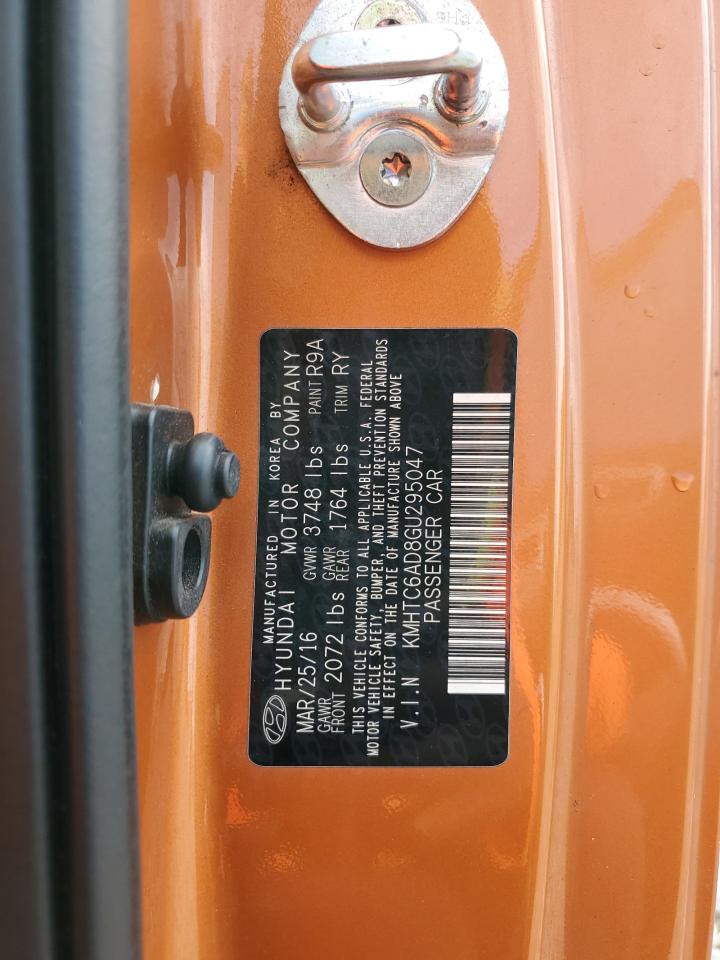 MANUFACTURED IN KOREA BY
HYUNDAI MOTOR COMPANY
MAR/25/16 GVWR 3748 lbs PAINT R9A
GAWR FRONT 2072 lbs GAWR REAR 1764 lbs TRIM RY
THIS VEHICLE CONFORMS TO ALL APPLICABLE U.S.A. FEDERAL
MOTOR VEHICLE SAFETY, BUMPER, AND THEFT PREVENTION STANDARDS
IN EFFECT ON THE DATE OF MANUFACTURE SHOWN ABOVE
V.I.N KMHTC6AD8GU295047
PASSENGER CAR